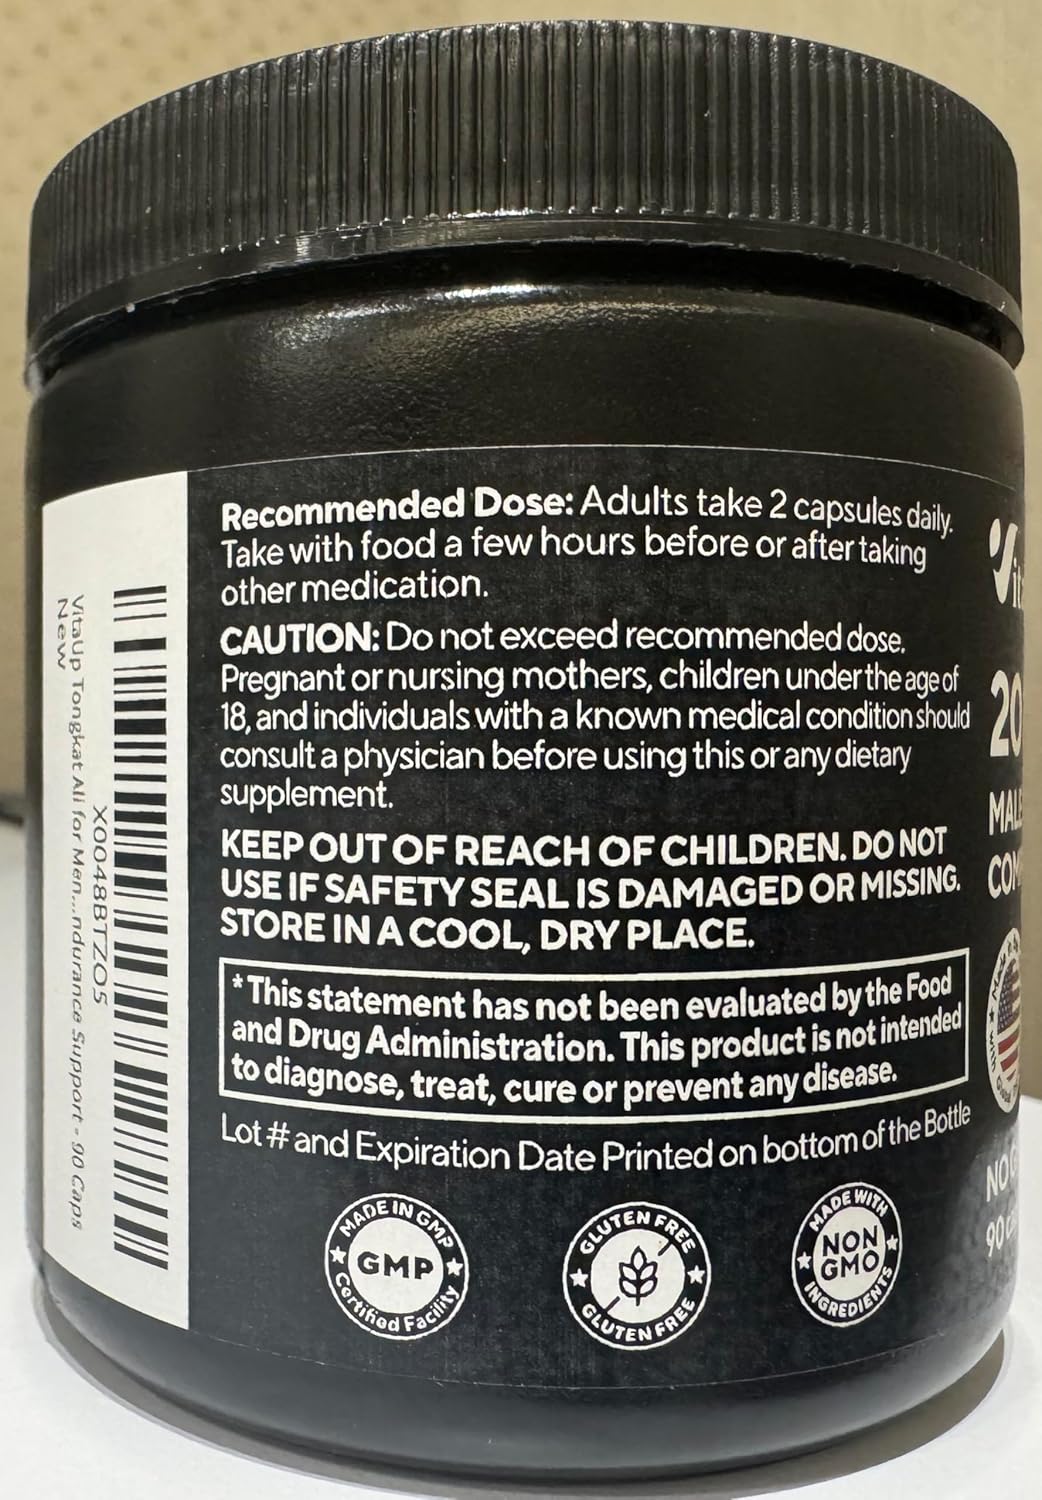 Recommended Dose: Adults take 2 capsules daily.
Take with food a few hours before or after taking
other medication.
CAUTION: Do not exceed recommended dose.
Pregnant or nursing mothers, children under the age of
18, and individuals with a known medical condition should
consult a physician before using this or any dietary
supplement.
KEEP OUT OF REACH OF CHILDREN. DO NOT
USE IF SAFETY SEAL IS DAMAGED OR MISSING.
STORE IN A COOL, DRY PLACE.
*This statement has not been evaluated by the Food
and Drug Administration. This product is not intended
to diagnose, treat, cure or prevent any disease.
Lot # and Expiration Date Printed on bottom of the Bottle
MADE IN GMP
GMP
Certified Facility
GLUTEN FREE
GLUTEN FREE
MADE WITH
NON
GMO
INGREDIENTS
X0048BTZO5
VitaUp Tongkat Ali for Men...ndurance Support - 90 Caps
New
MALE
90